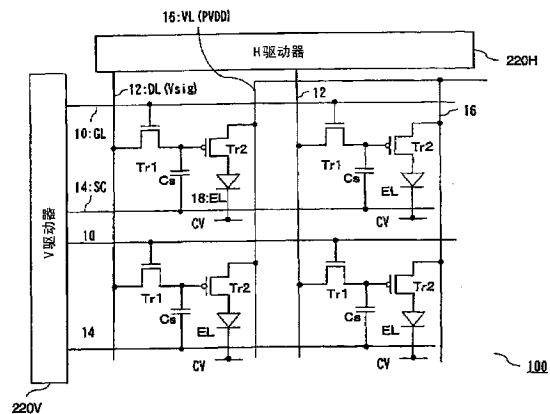 16:VL(PVDD)
H驱动器
220H
12:DL(Vsig)
12
16
10:GL
Tr1
Tr2
Cs
18:EL
CV
Tr1
Tr2
Cs
EL
CV
14:SC
V驱动器
10
Tr1
Tr2
Cs
EL
CV
Tr1
Tr2
Cs
EL
CV
14
100
220V